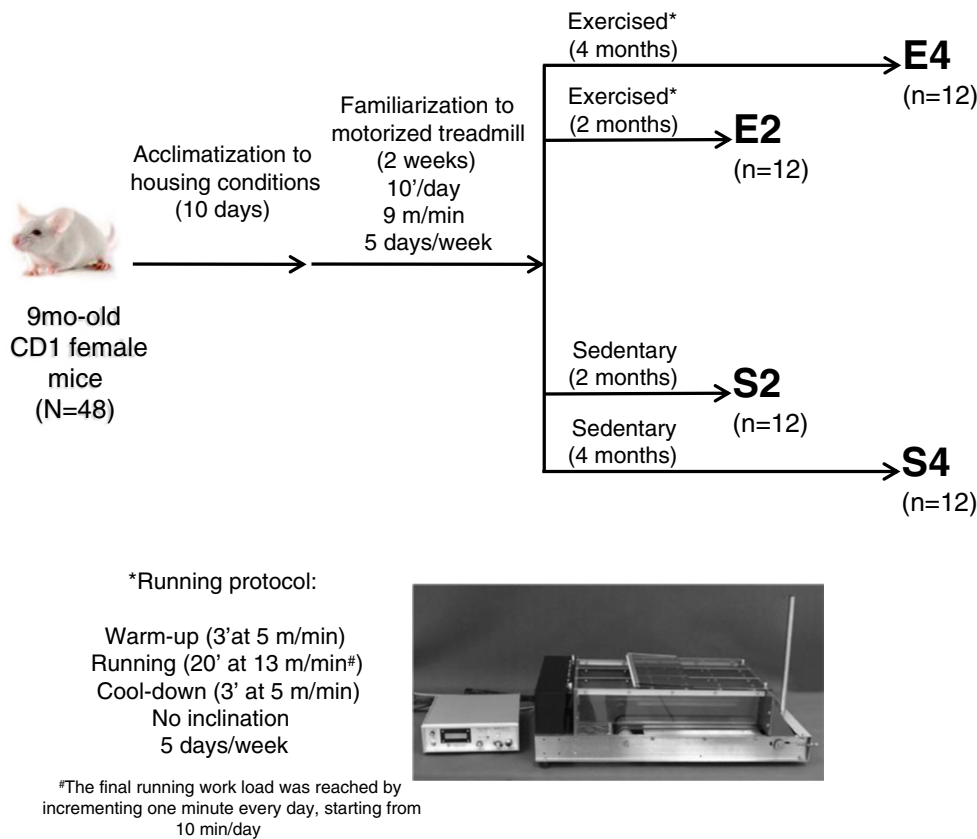 Exercised*
(4 months)
E4
(n=12)
Exercised*
(2 months)
E2
(n=12)
Familiarization to
motorized treadmill
(2 weeks)
10'/day
9 m/min
5 days/week
Acclimatization to
housing conditions
(10 days)
9mo-old
CD1 female
mice
(N=48)
Sedentary
(2 months)
S2
(n=12)
Sedentary
(4 months)
S4
(n=12)
*Running protocol:
Warm-up (3'at 5 m/min)
Running (20' at 13 m/min#)
Cool-down (3' at 5 m/min)
No inclination
5 days/week
#The final running work load was reached by
incrementing one minute every day, starting from
10 min/day